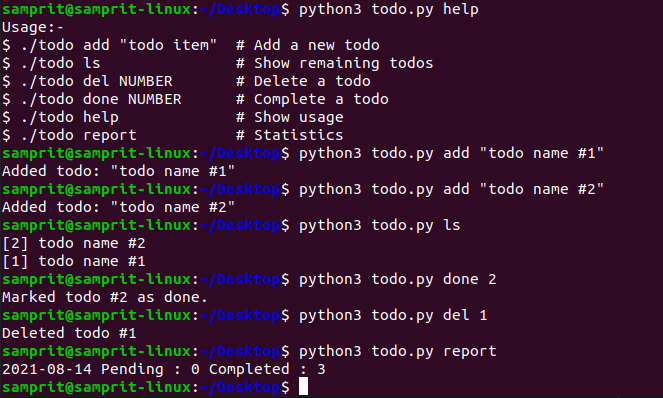 samprit@samprit-linux:~/Desktop$ python3 todo.py help
Usage:-
$ ./todo add "todo item"  # Add a new todo
$ ./todo ls               # Show remaining todos
$ ./todo del NUMBER       # Delete a todo
$ ./todo done NUMBER      # Complete a todo
$ ./todo help             # Show usage
$ ./todo report           # Statistics
samprit@samprit-linux:~/Desktop$ python3 todo.py add "todo name #1"
Added todo: "todo name #1"
samprit@samprit-linux:~/Desktop$ python3 todo.py add "todo name #2"
Added todo: "todo name #2"
samprit@samprit-linux:~/Desktop$ python3 todo.py ls
[2] todo name #2
[1] todo name #1
samprit@samprit-linux:~/Desktop$ python3 todo.py done 2
Marked todo #2 as done.
samprit@samprit-linux:~/Desktop$ python3 todo.py del 1
Deleted todo #1
samprit@samprit-linux:~/Desktop$ python3 todo.py report
2021-08-14 Pending : 0 Completed : 3
samprit@samprit-linux:~/Desktop$